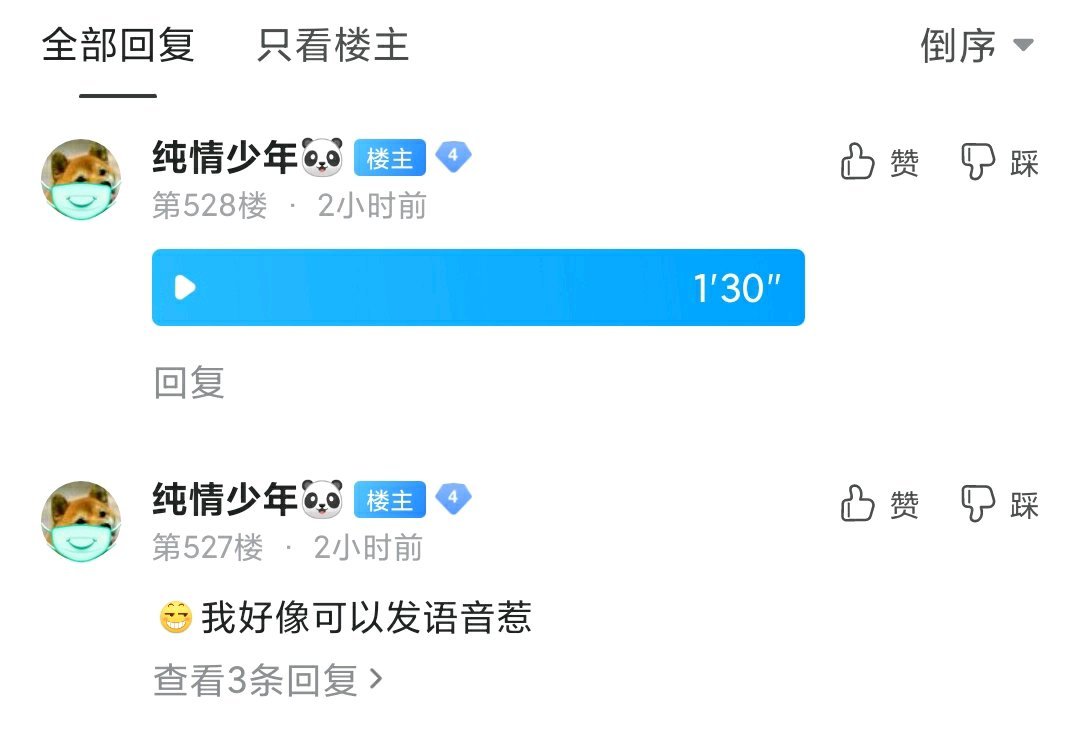 全部回复 只看楼主 倒序
纯情少年🐼 楼主 4 赞 踩
第528楼 · 2小时前
1'30"
回复
纯情少年🐼 楼主 4 赞 踩
第527楼 · 2小时前
😏我好像可以发语音惹
查看3条回复 >